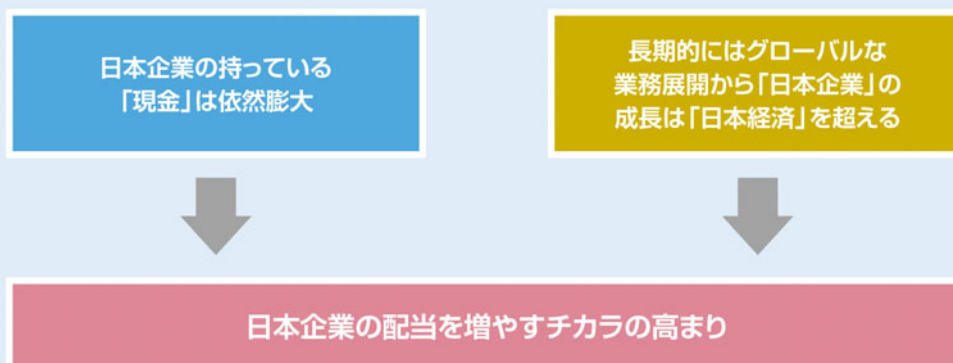 日本企業の持っている
「現金」は依然膨大
長期的にはグローバルな
業務展開から「日本企業」の
成長は「日本経済」を超える
日本企業の配当を増やすチカラの高まり